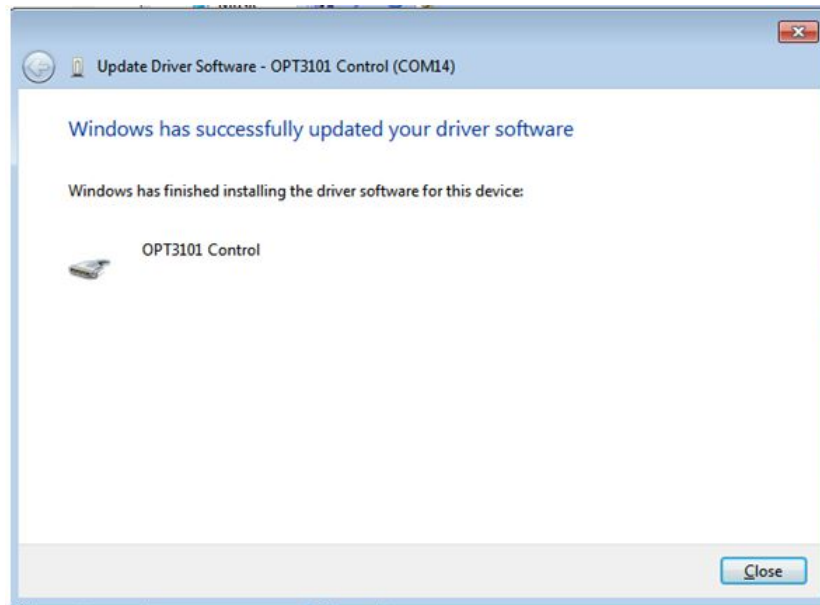 Update Driver Software - OPT3101 Control (COM14)
Windows has successfully updated your driver software
Windows has finished installing the driver software for this device:
OPT3101 Control
Close